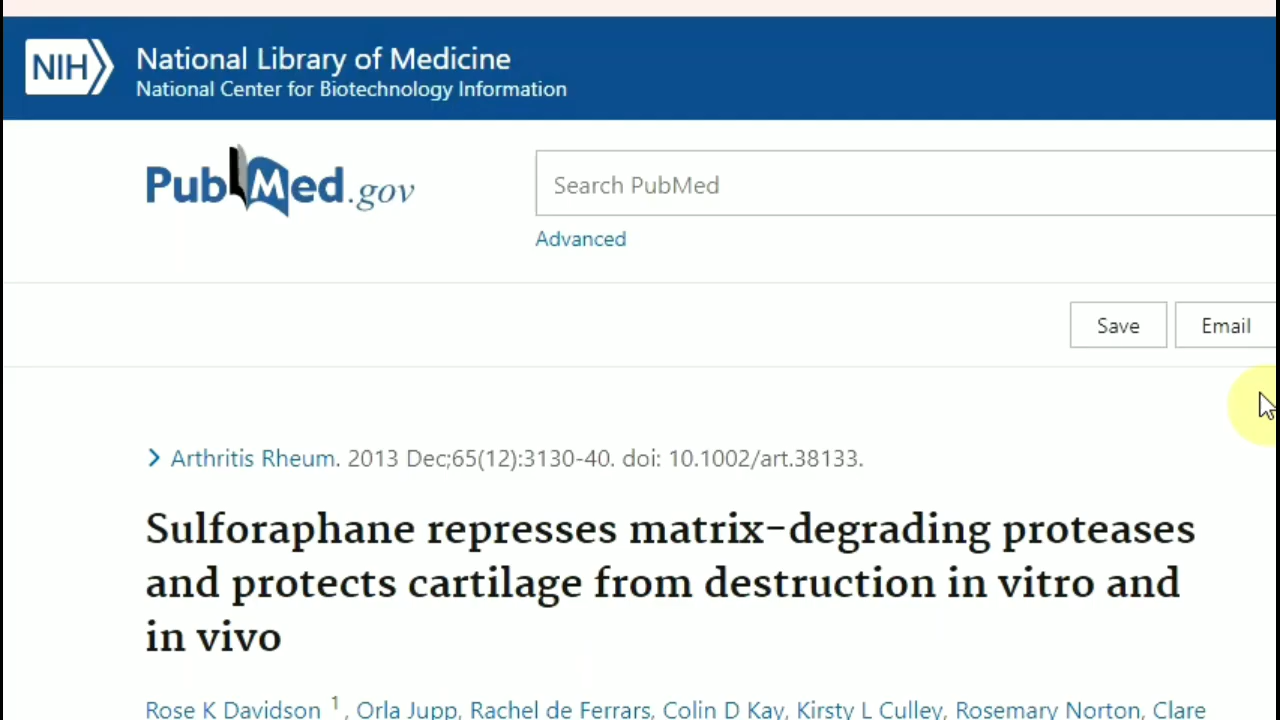 NIH
National Library of Medicine
National Center for Biotechnology Information
PubMed.gov
Search PubMed
Advanced
Save
Email
Arthritis Rheum. 2013 Dec;65(12):3130-40. doi: 10.1002/art.38133.
Sulforaphane represses matrix-degrading proteases
and protects cartilage from destruction in vitro and
in vivo
Rose K Davidson 1, Orla Jupp, Rachel de Ferrars, Colin D Kay, Kirsty L Culley, Rosemary Norton, Clare